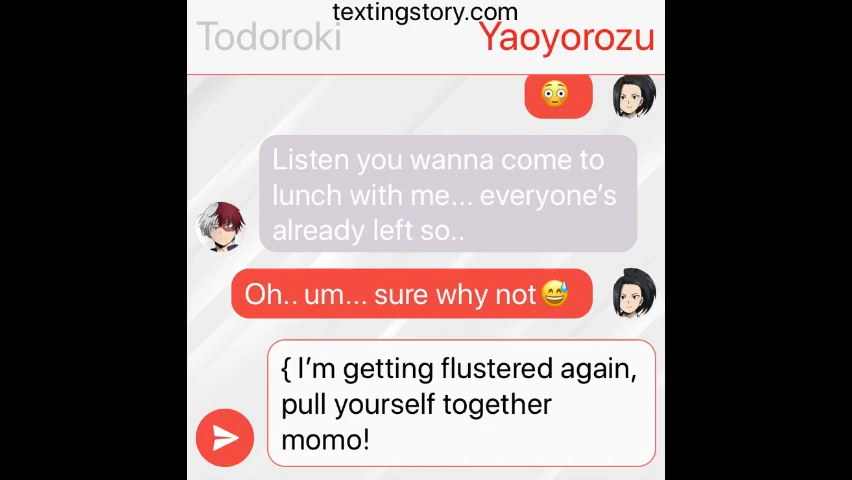 textingstory.com
Todoroki
Yaoyorozu
😳
Listen you wanna come to
lunch with me... everyone’s
already left so..
Oh.. um... sure why not😅
{ I’m getting flustered again,
pull yourself together
momo!